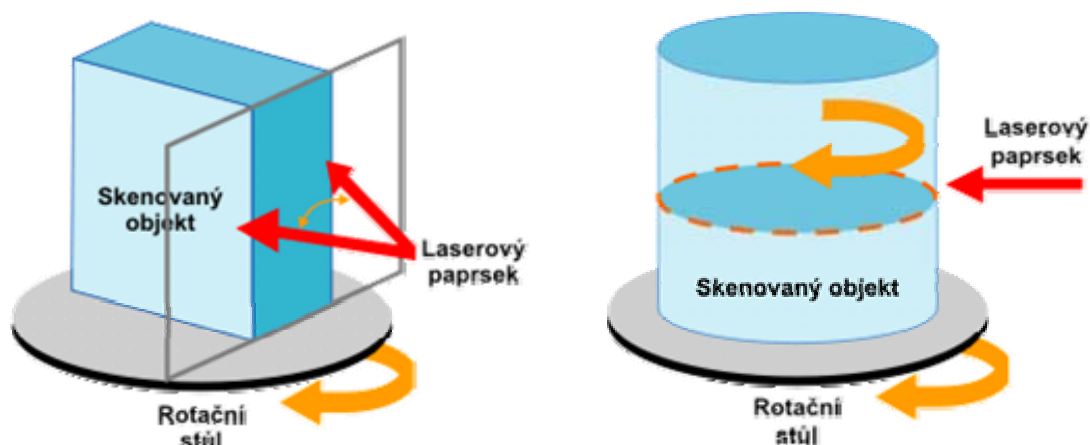 Skenovaný
objekt
Laserový
paprsek
Rotační
stůl
Laserový
paprsek
Skenovaný objekt
Rotační
stůl